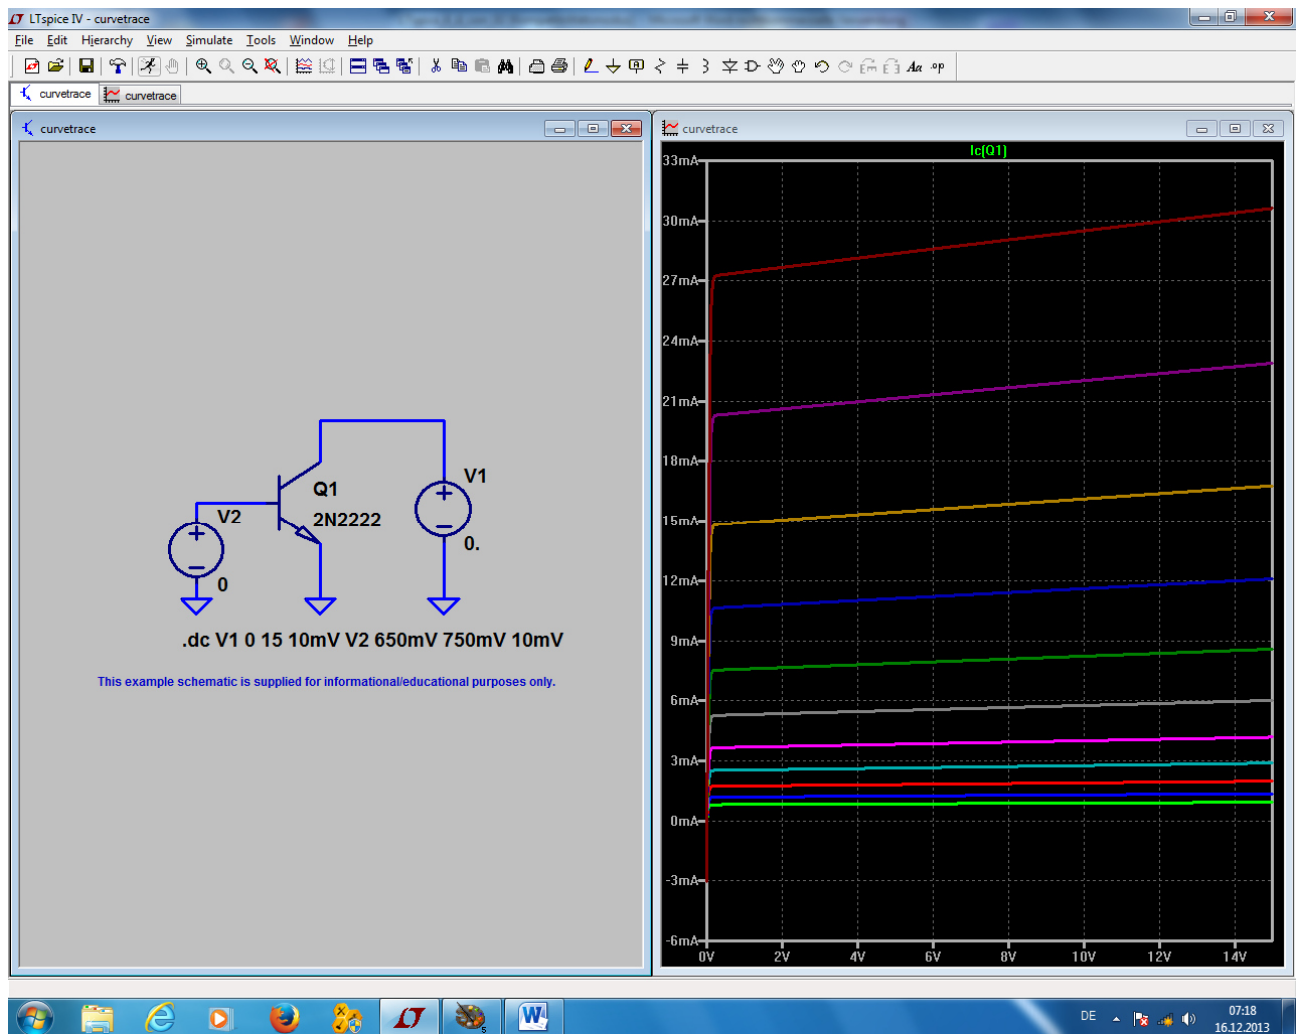 LTspice IV - curvetrace
File Edit Hierarchy View Simulate Tools Window Help
Aa .op
curvetrace curvetrace
curvetrace
V1
Q1
2N2222
V2
0.
0
.dc V1 0 15 10mV V2 650mV 750mV 10mV
This example schematic is supplied for informational/educational purposes only.
curvetrace
Ic(Q1)
33mA
30mA
27mA
24mA
21mA
18mA
15mA
12mA
9mA
6mA
3mA
0mA
-3mA
-6mA
0V 2V 4V 6V 8V 10V 12V 14V
DE
07:18
16.12.2013